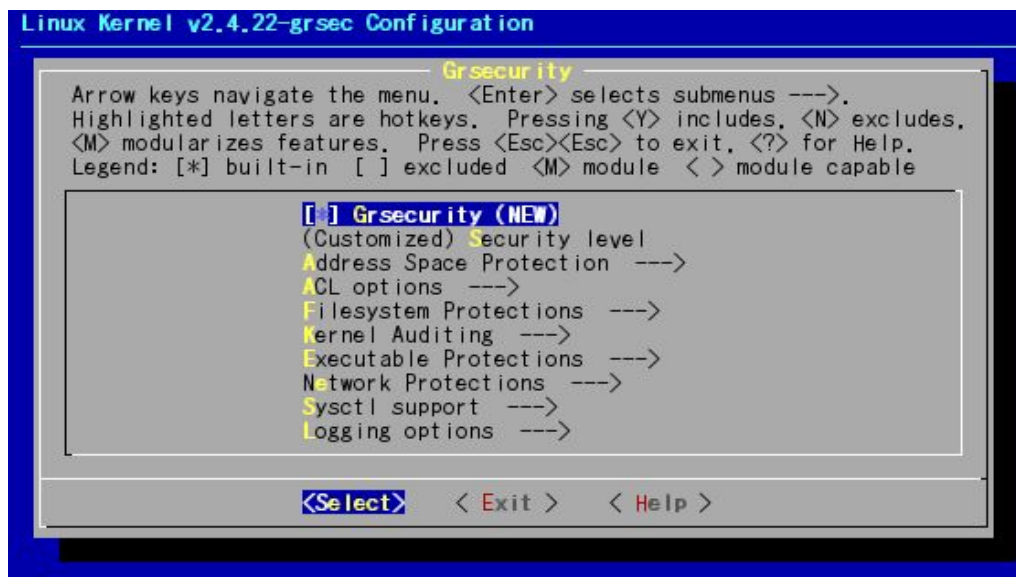 Linux Kernel v2.4.22-grsec Configuration
Grsecurity
Arrow keys navigate the menu. <Enter> selects submenus --->.
Highlighted letters are hotkeys. Pressing <Y> includes, <N> excludes,
<M> modularizes features. Press <Esc><Esc> to exit, <?> for Help.
Legend: [*] built-in [ ] excluded <M> module < > module capable
[*] Grsecurity (NEW)
(Customized) Security level
Address Space Protection --->
ACL options --->
Filesystem Protections --->
Kernel Auditing --->
Executable Protections --->
Network Protections --->
Sysctl support --->
Logging options --->
<Select> < Exit > < Help >